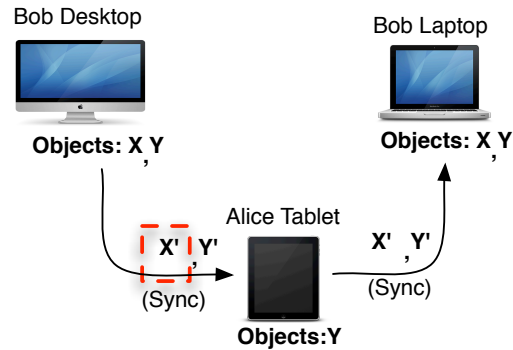 Bob Desktop
Objects: X,Y
Bob Laptop
Objects: X,Y
X' ,Y'
(Sync)
Alice Tablet
Objects:Y
X' ,Y'
(Sync)